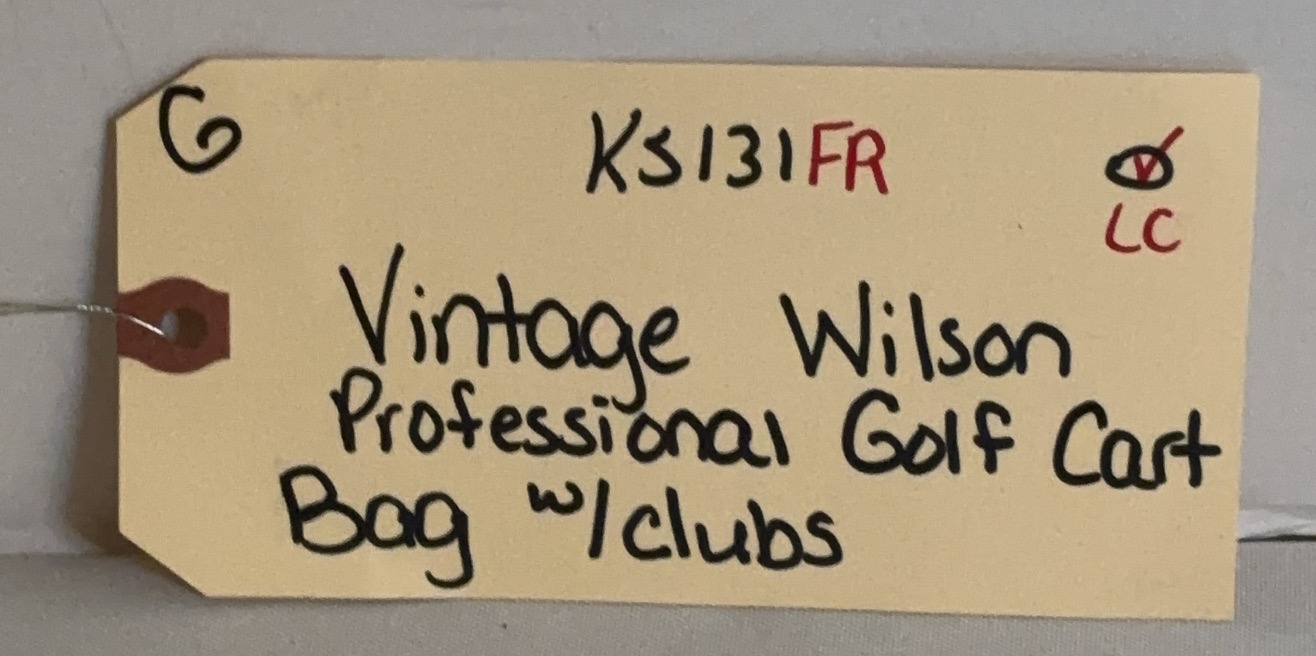 G KS131FR
LC
Vintage Wilson
Professional Golf Cart
Bag w/clubs